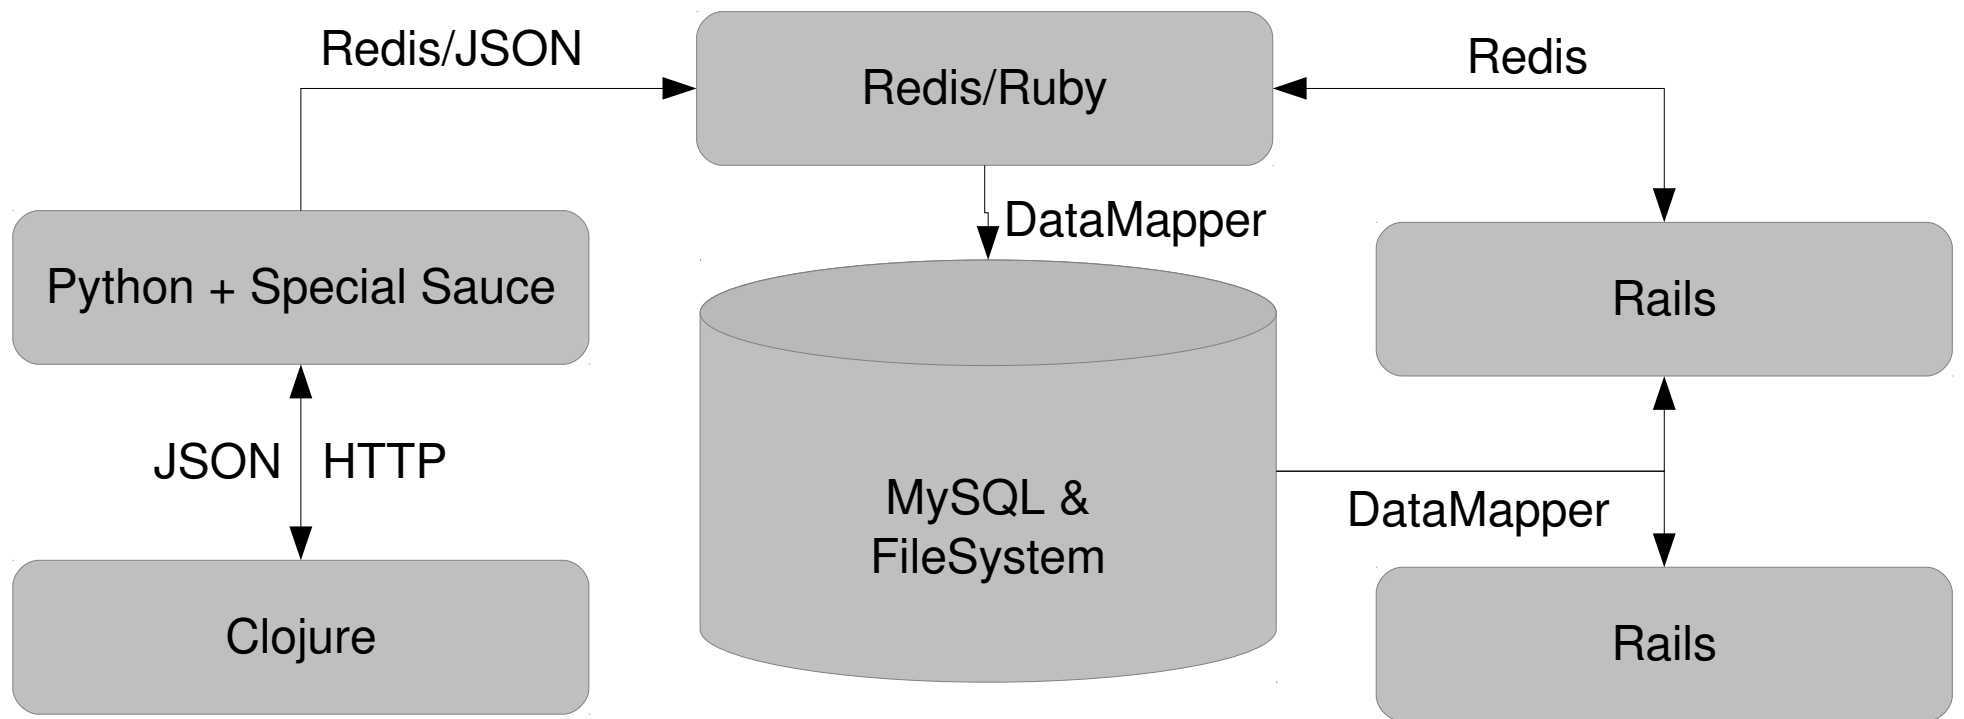 Redis/JSON
Redis/Ruby
Redis
DataMapper
Python + Special Sauce
Rails
JSON HTTP
MySQL &
FileSystem
DataMapper
Clojure
Rails